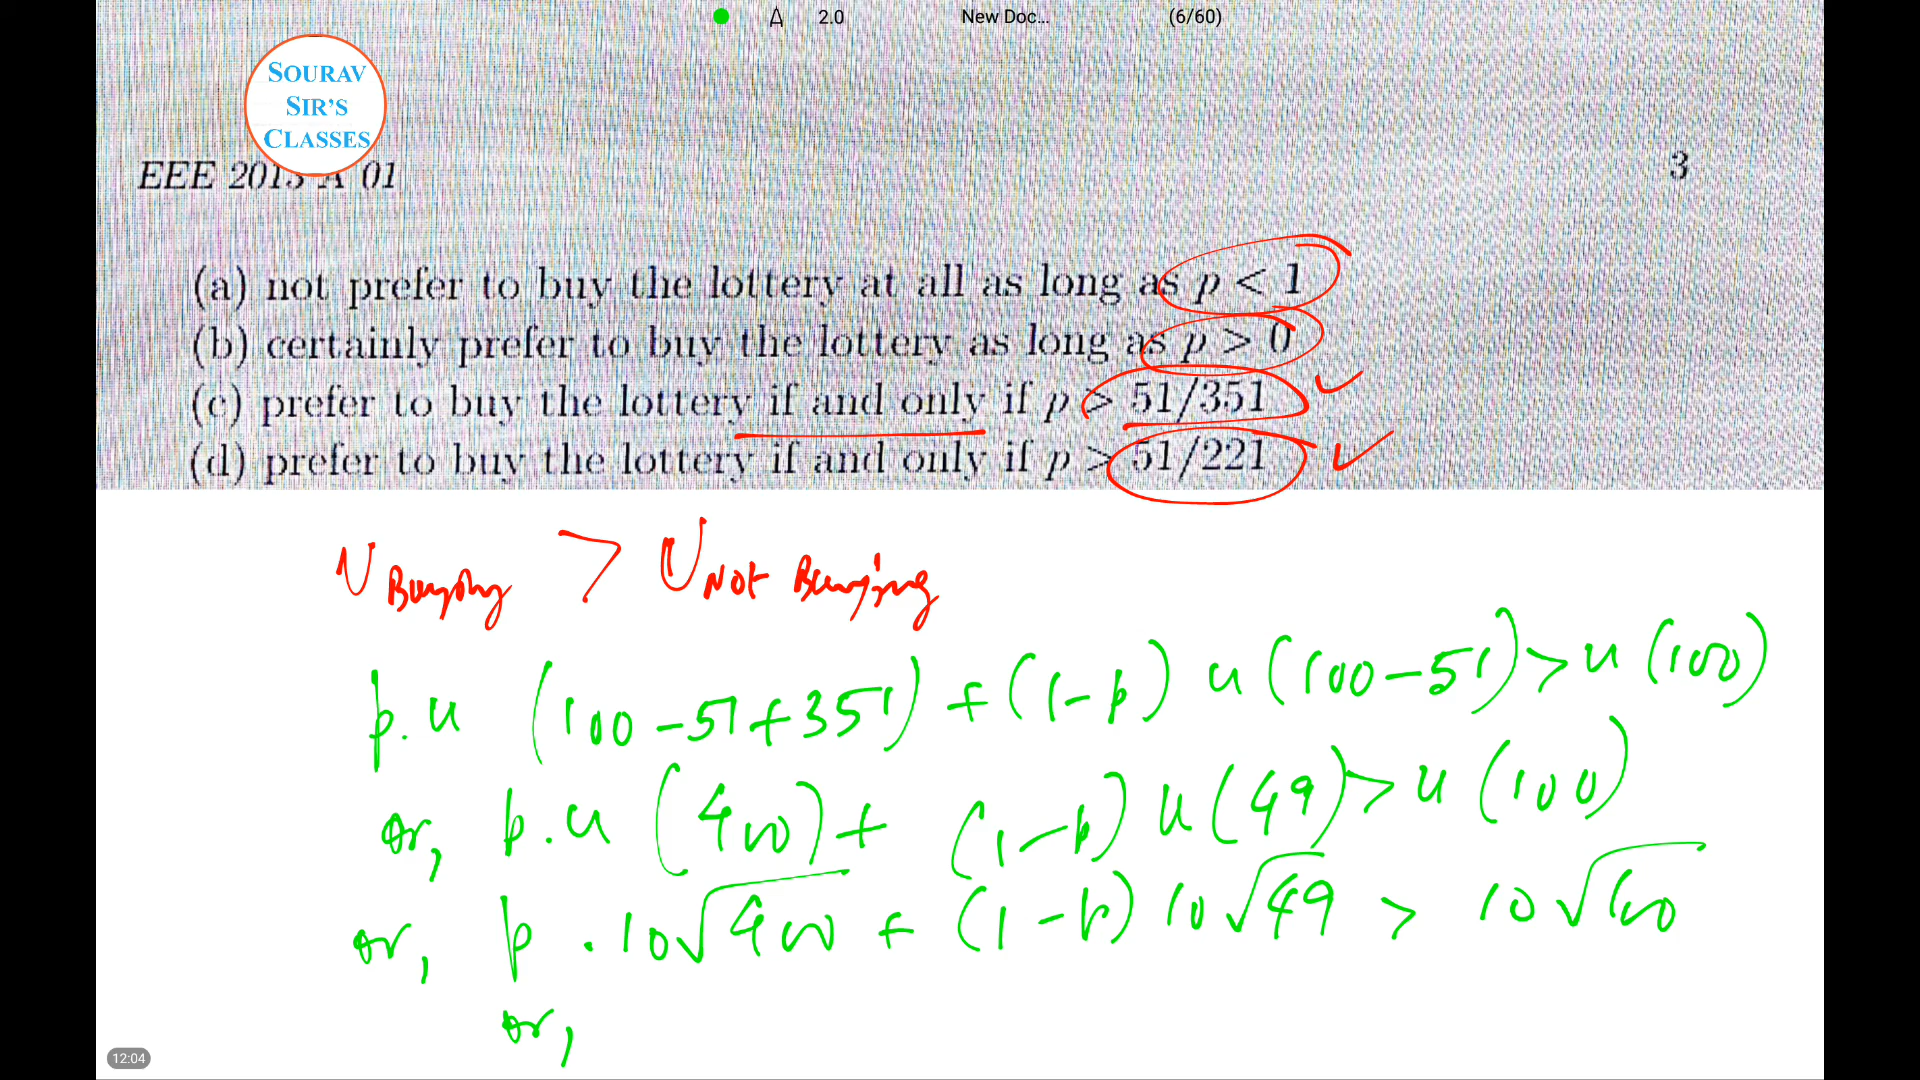 2.0 New Doc... (6/60)
SOURAV
SIR'S
CLASSES
EEE 2015 A 01
3
(a) not prefer to buy the lottery at all as long as p < 1
(b) certainly prefer to buy the lottery as long as p > 0
(c) prefer to buy the lottery if and only if p > 51/351
(d) prefer to buy the lottery if and only if p > 51/221
U Buying > U Not Buying
p.u (100-51+351) + (1-p) u(100-51) > u(100)
or, p.u (400) + (1-p) u(49) > u(100)
or, p . 10√400 + (1-p) 10√49 > 10√100
or,
12:04